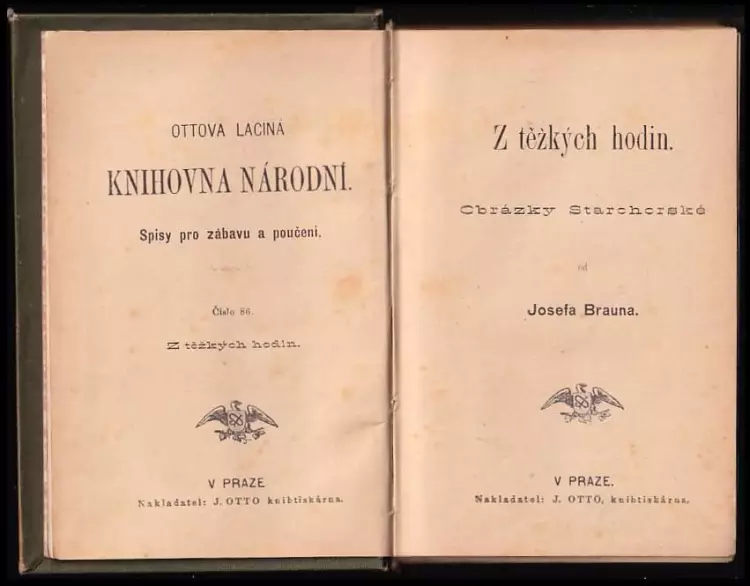 OTTOVA LACINÁ
KNIHOVNA NÁRODNÍ.
Spisy pro zábavu a poučení.
Číslo 86.
Z těžkých hodin.
V PRAZE
Nakladatel: J. OTTO knihtiskárna.
Z těžkých hodin.
Obrázky Starohorské
od
Josefa Brauna.
V PRAZE.
Nakladatel: J. OTTO, knihtiskárna.